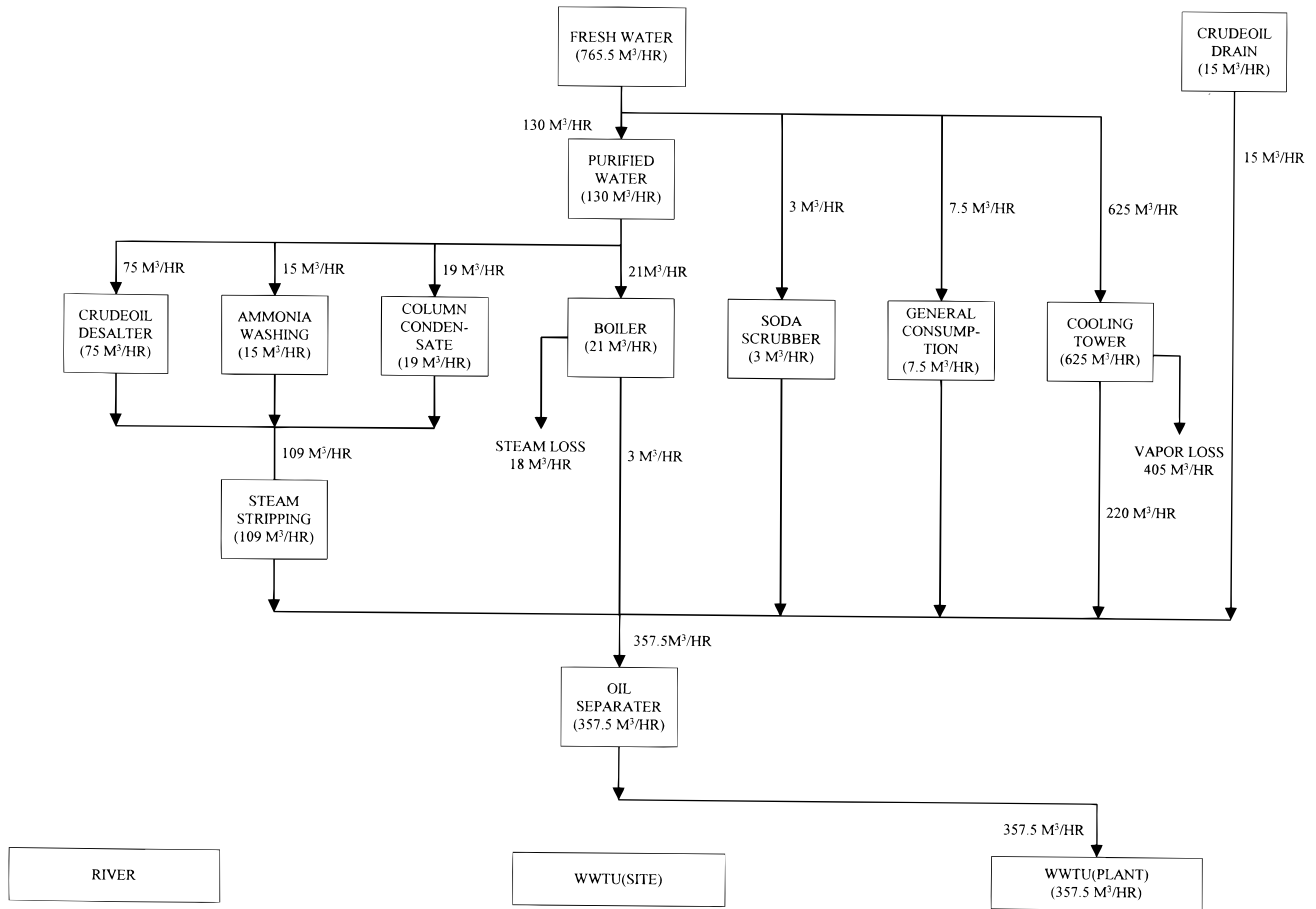 FRESH WATER
(765.5 M³/HR)
CRUDEOIL
DRAIN
(15 M³/HR)
130 M³/HR
PURIFIED
WATER
(130 M³/HR)
3 M³/HR
7.5 M³/HR
625 M³/HR
15 M³/HR
75 M³/HR
15 M³/HR
19 M³/HR
21M³/HR
CRUDEOIL
DESALTER
(75 M³/HR)
AMMONIA
WASHING
(15 M³/HR)
COLUMN
CONDEN-
SATE
(19 M³/HR)
BOILER
(21 M³/HR)
SODA
SCRUBBER
(3 M³/HR)
GENERAL
CONSUMP-
TION
(7.5 M³/HR)
COOLING
TOWER
(625 M³/HR)
109 M³/HR
STEAM LOSS
18 M³/HR
3 M³/HR
VAPOR LOSS
405 M³/HR
STEAM
STRIPPING
(109 M³/HR)
220 M³/HR
357.5M³/HR
OIL
SEPARATER
(357.5 M³/HR)
357.5 M³/HR
RIVER
WWTU(SITE)
WWTU(PLANT)
(357.5 M³/HR)